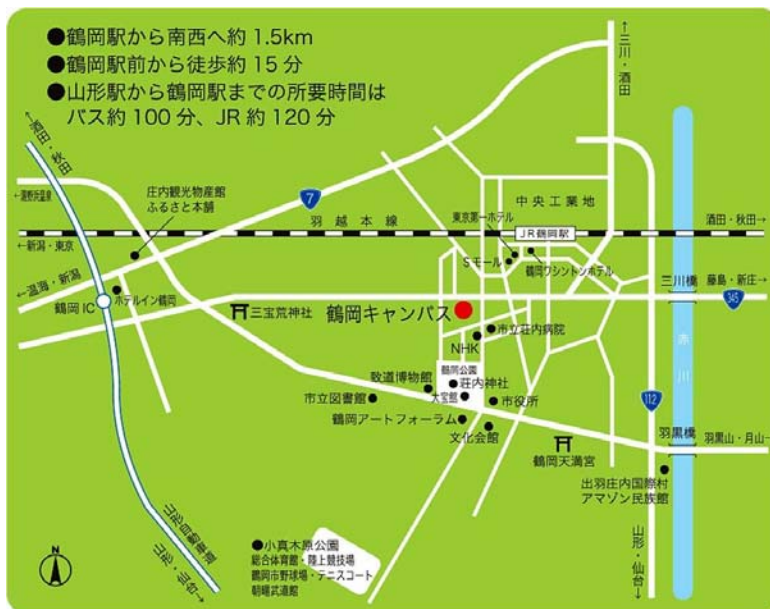 ●鶴岡駅から南西へ約1.5km
●鶴岡駅前から徒歩約15分
●山形駅から鶴岡駅までの所要時間は
バス約100分、JR約120分
←三川・酒田
←酒田・秋田
←湯野浜温泉
庄内観光物産館
ふるさと本舗
7
中央工業地
羽越本線
東京第一ホテル
JR鶴岡駅
酒田・秋田→
←新潟・東京
Sモール
鶴岡ワシントンホテル
←温海・新潟
三川橋
藤島・新庄→
鶴岡IC
ホテルイン鶴岡
三宝荒神社
鶴岡キャンパス
345
市立荘内病院
NHK
赤川
鶴岡公園
致道博物館
荘内神社
大宝館
市立図書館
市役所
112
鶴岡アートフォーラム
文化会館
羽黒橋
羽黒山・月山→
鶴岡天満宮
出羽庄内国際村
アマゾン民族館
山形自動車道
山形・仙台→
山形・仙台→
●小真木原公園
総合体育館・陸上競技場
鶴岡市野球場・テニスコート
朝暘武道館
N